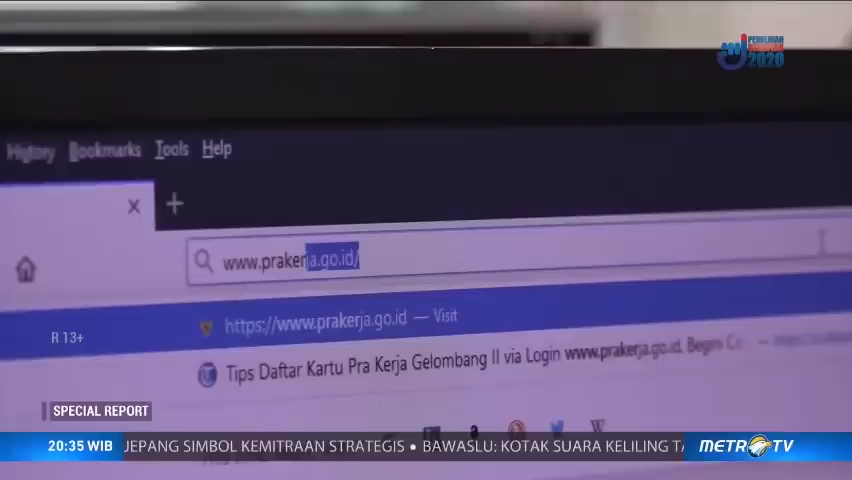 2020
History Bookmarks Tools Help
www.prakerja.go.id/
https://www.prakerja.go.id — Visit
R 13+
Tips Daftar Kartu Pra Kerja Gelombang II via Login www.prakerja.go.id. Begini
SPECIAL REPORT
20:35 WIB JEPANG SIMBOL KEMITRAAN STRATEGIS • BAWASLU: KOTAK SUARA KELILING TA METRO TV